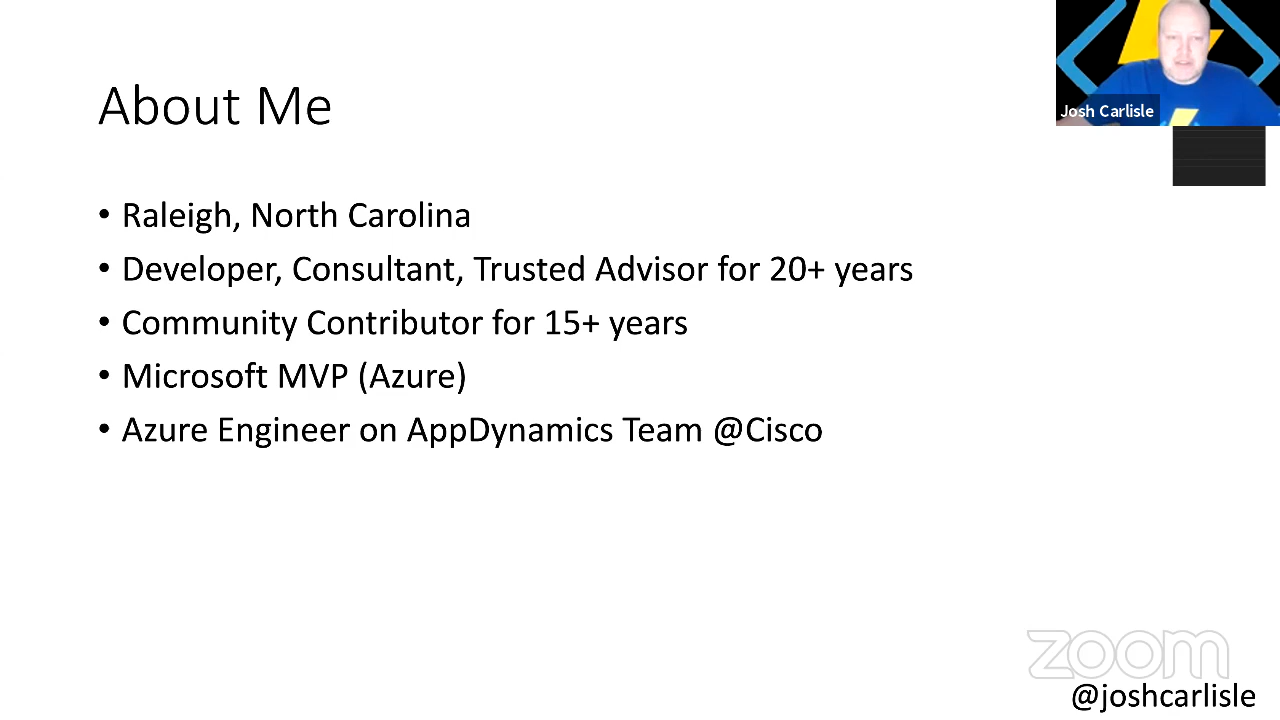 About Me
Josh Carlisle
• Raleigh, North Carolina
• Developer, Consultant, Trusted Advisor for 20+ years
• Community Contributor for 15+ years
• Microsoft MVP (Azure)
• Azure Engineer on AppDynamics Team @Cisco
zoom
@joshcarlisle